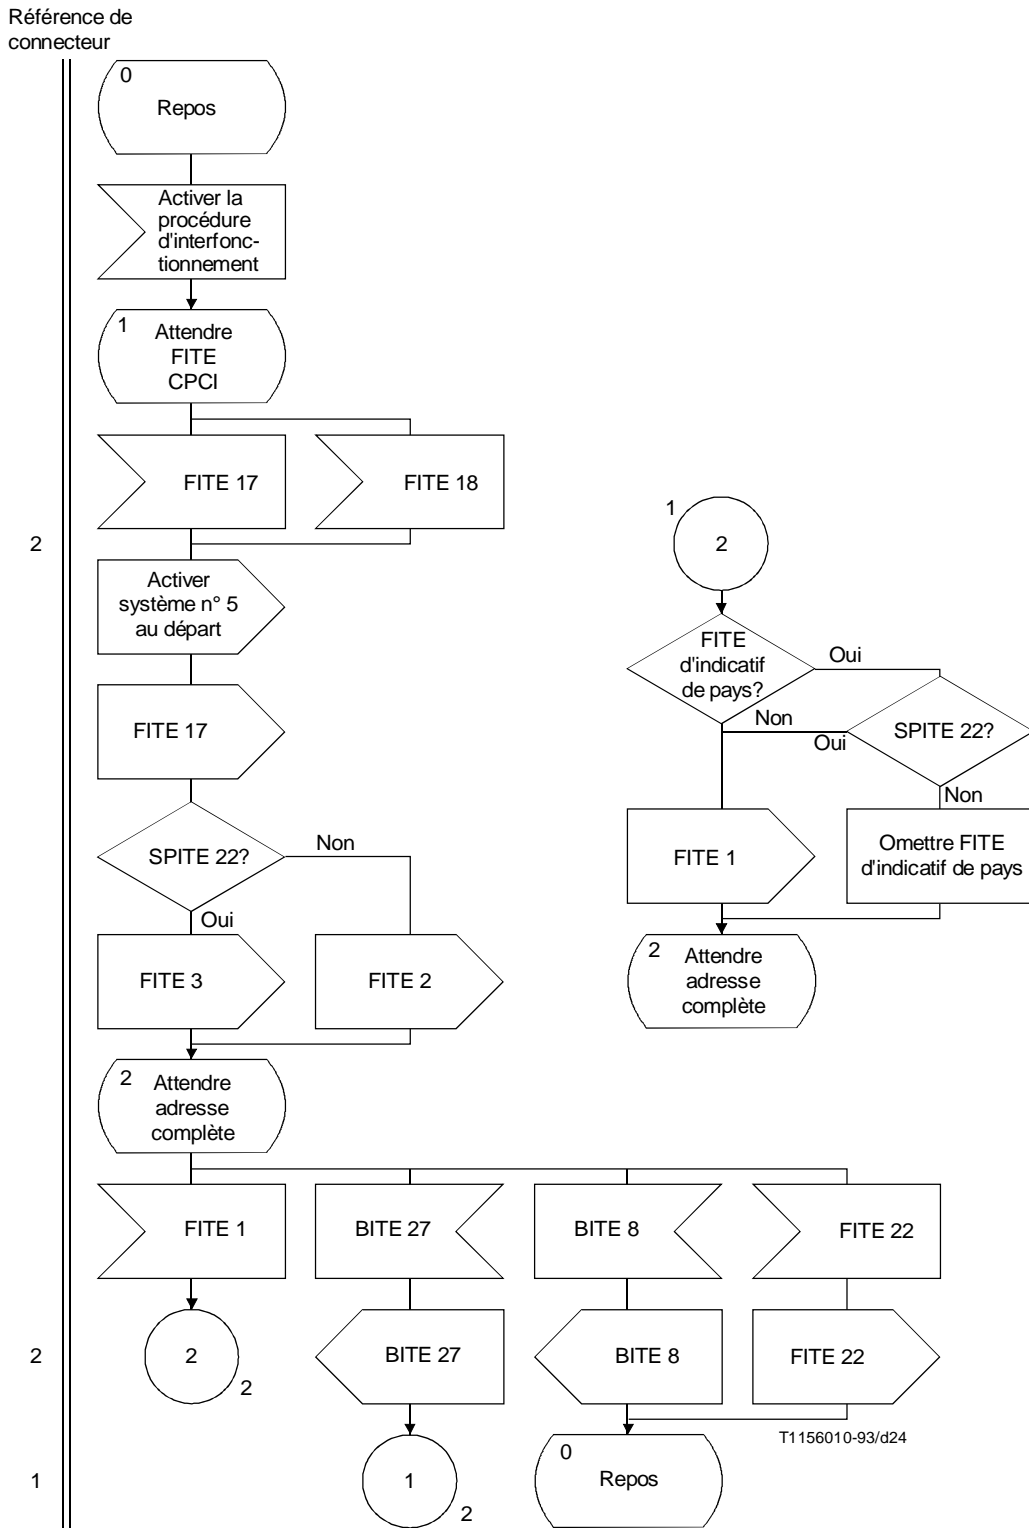 Référence de
connecteur
0
Repos
Activer la
procédure
d'interfonc-
tionnement
1
Attendre
FITE
CPCI
FITE 17
FITE 18
2
Activer
système n° 5
au départ
FITE 17
SPITE 22?
Non
Oui
FITE 3
FITE 2
2
Attendre
adresse
complète
FITE 1
BITE 27
BITE 8
FITE 22
2
2
2
BITE 27
BITE 8
FITE 22
T1156010-93/d24
1
1
2
0
Repos
1
2
FITE
d'indicatif
de pays?
Oui
Non
Oui
SPITE 22?
Non
FITE 1
Omettre FITE
d'indicatif de pays
2
Attendre
adresse
complète